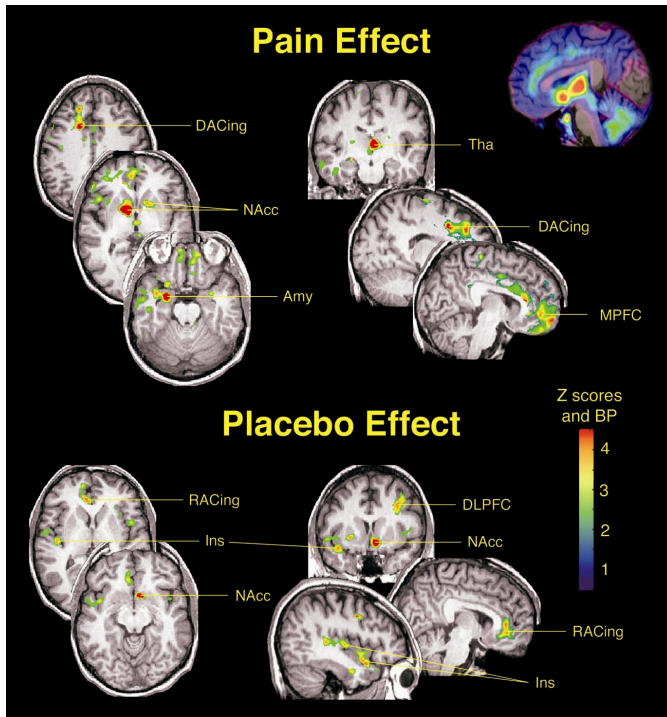 Pain Effect
DACing
Tha
NAcc
DACing
Amy
MPFC
Z scores
and BP
Placebo Effect
4
3
2
1
RACing
DLPFC
Ins
NAcc
NAcc
RACing
Ins